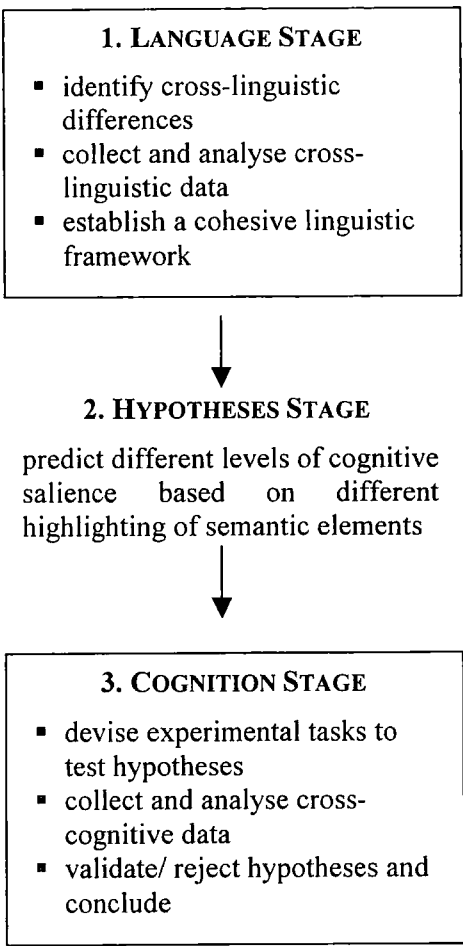 1. LANGUAGE STAGE
▪ identify cross-linguistic
differences
▪ collect and analyse cross-
linguistic data
▪ establish a cohesive linguistic
framework
2. HYPOTHESES STAGE
predict different levels of cognitive
salience based on different
highlighting of semantic elements
3. COGNITION STAGE
▪ devise experimental tasks to
test hypotheses
▪ collect and analyse cross-
cognitive data
▪ validate/ reject hypotheses and
conclude